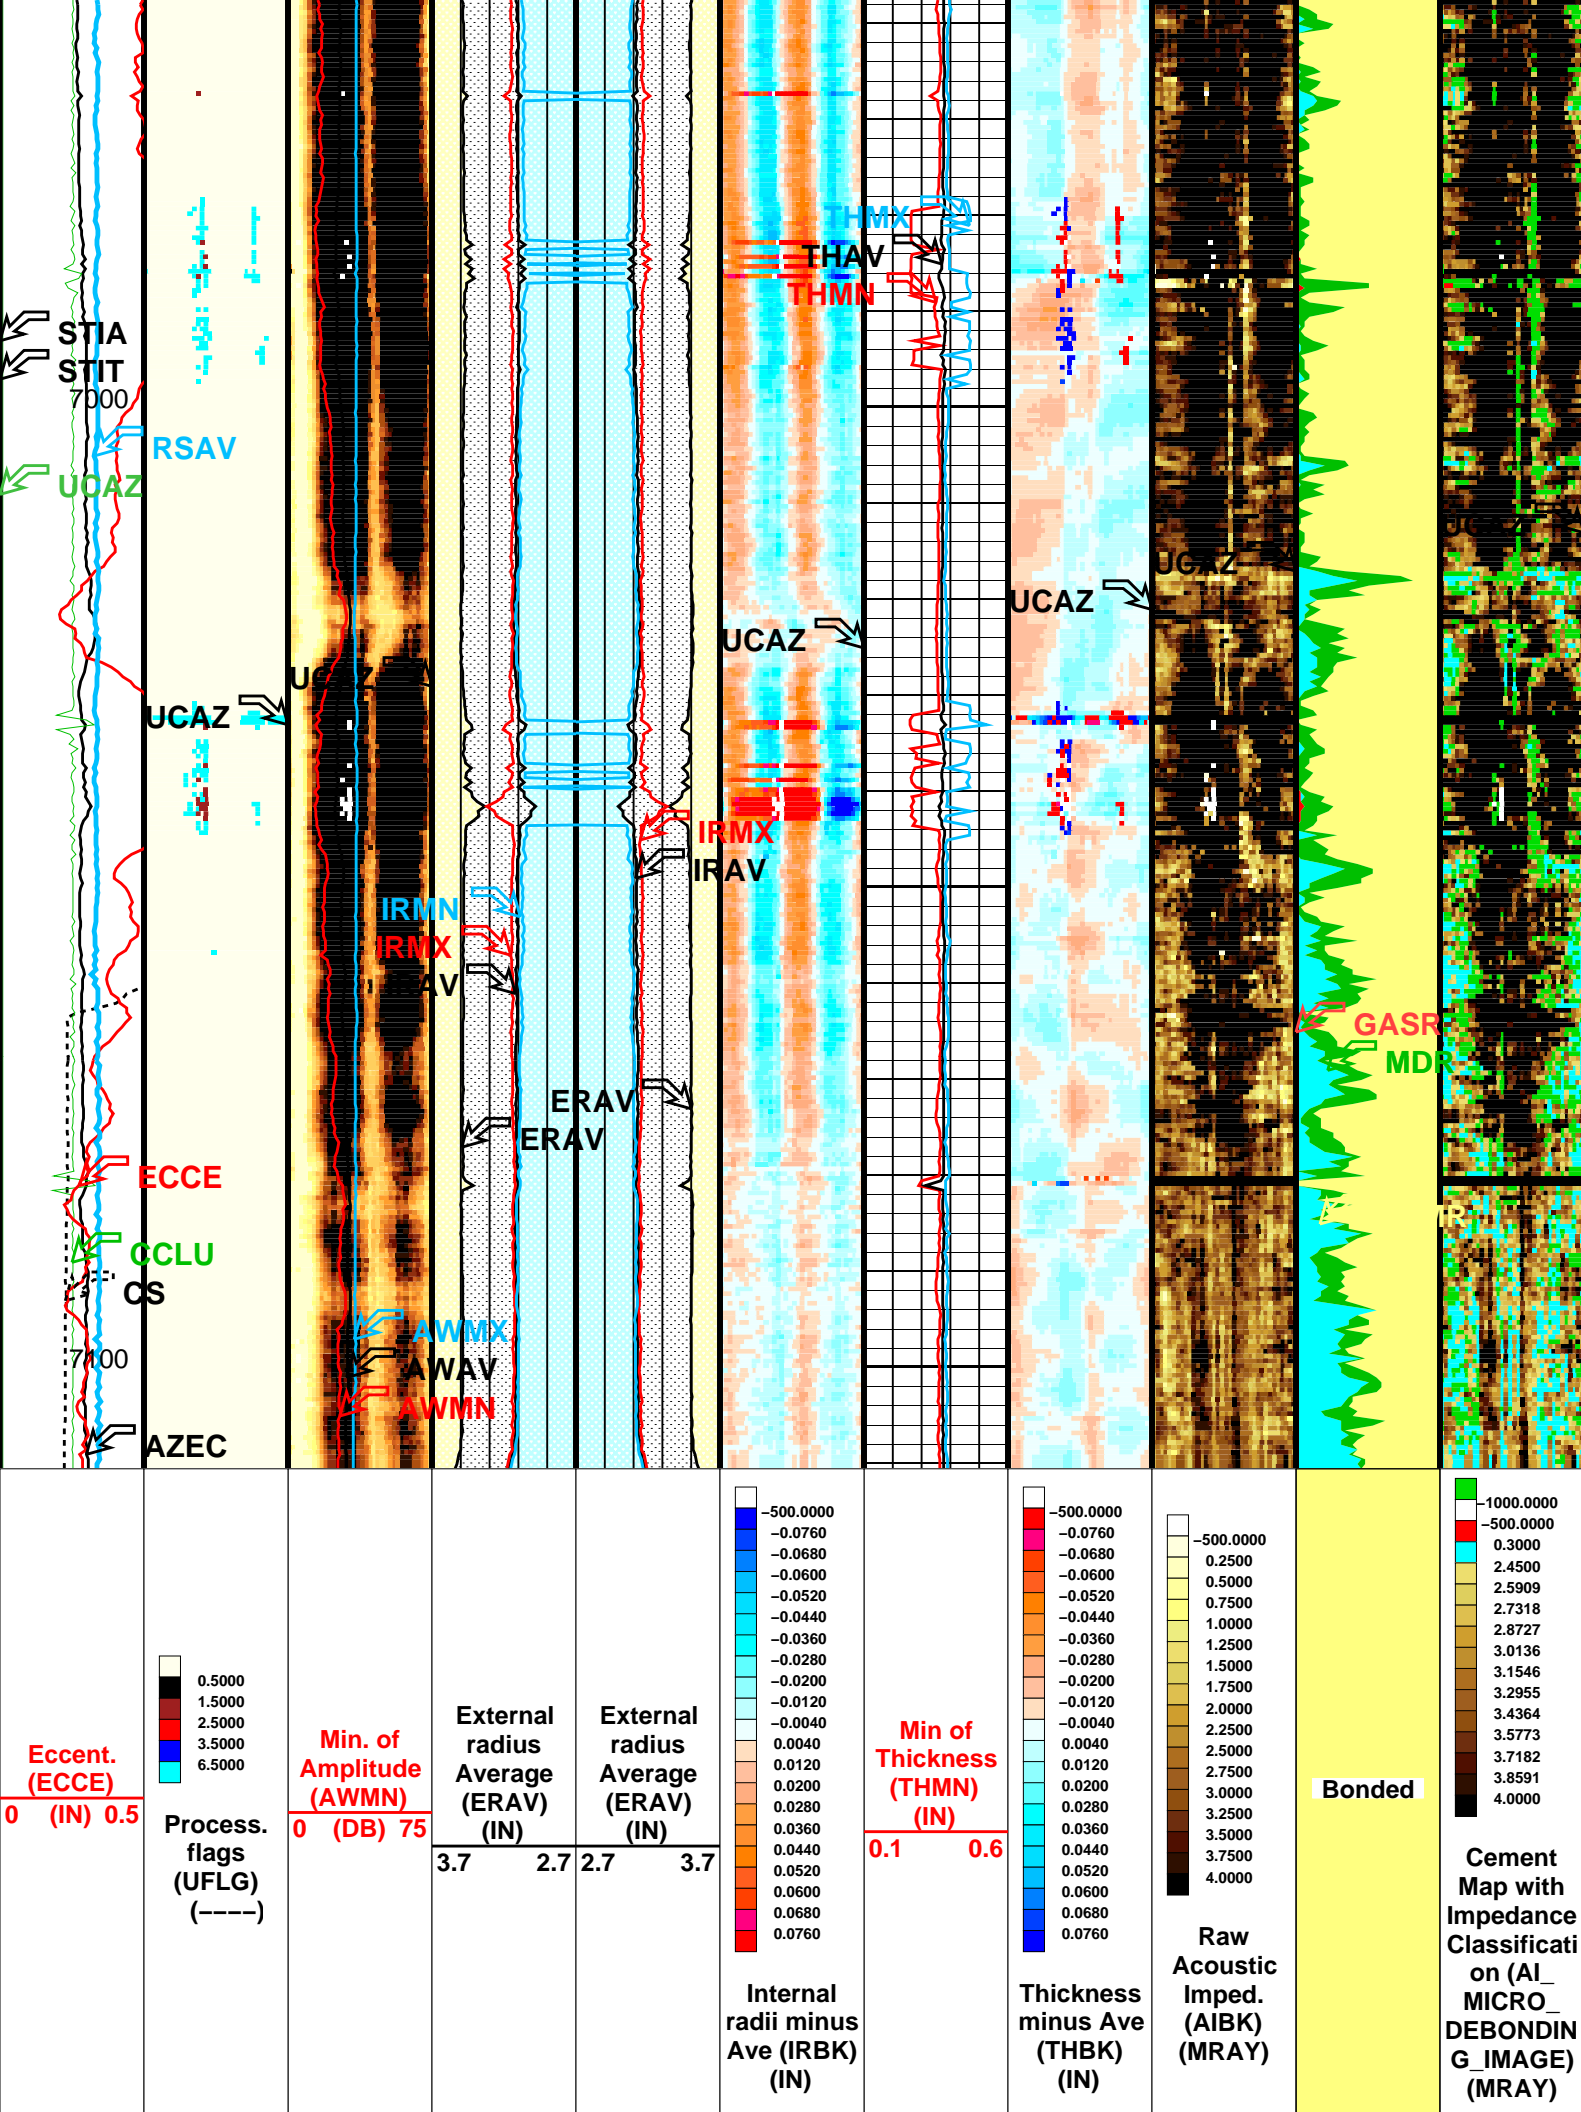 THMX
THAV
THMN
STIA
STIT
7000
RSAV
UCAZ
UCAZ
UCAZ
UCAZ
UCAZ
UCAZ
UCAZ
IRMX
IRAV
IRMN
IRMX
GASR
MDR
ERAV
ERAV
ECCE
CCLU
CS
AWMX
7100
AWAV
AWMN
AZEC
Eccent.
(ECCE)
0 (IN) 0.5
0.5000
1.5000
2.5000
3.5000
6.5000
Process.
flags
(UFLG)
(----)
Min. of
Amplitude
(AWMN)
0 (DB) 75
External
radius
Average
(ERAV)
(IN)
3.7 2.7
External
radius
Average
(ERAV)
(IN)
2.7 3.7
-500.0000
-0.0760
-0.0680
-0.0600
-0.0520
-0.0440
-0.0360
-0.0280
-0.0200
-0.0120
-0.0040
0.0040
0.0120
0.0200
0.0280
0.0360
0.0440
0.0520
0.0600
0.0680
0.0760
Internal
radii minus
Ave (IRBK)
(IN)
Min of
Thickness
(THMN)
(IN)
0.1 0.6
-500.0000
-0.0760
-0.0680
-0.0600
-0.0520
-0.0440
-0.0360
-0.0280
-0.0200
-0.0120
-0.0040
0.0040
0.0120
0.0200
0.0280
0.0360
0.0440
0.0520
0.0600
0.0680
0.0760
Thickness
minus Ave
(THBK)
(IN)
-500.0000
0.2500
0.5000
0.7500
1.0000
1.2500
1.5000
1.7500
2.0000
2.2500
2.5000
2.7500
3.0000
3.2500
3.5000
3.7500
4.0000
Raw
Acoustic
Imped.
(AIBK)
(MRAY)
Bonded
-1000.0000
-500.0000
0.3000
2.4500
2.5909
2.7318
2.8727
3.0136
3.1546
3.2955
3.4364
3.5773
3.7182
3.8591
4.0000
Cement
Map with
Impedance
Classificati
on (AI_
MICRO_
DEBONDIN
G_IMAGE)
(MRAY)